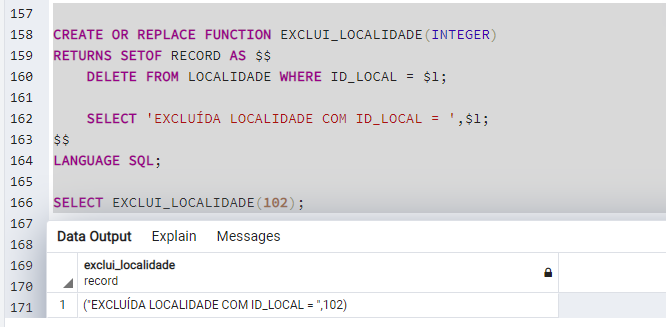 157
158 CREATE OR REPLACE FUNCTION EXCLUI_LOCALIDADE(INTEGER)
159 RETURNS SETOF RECORD AS $$
160 DELETE FROM LOCALIDADE WHERE ID_LOCAL = $1;
161
162 SELECT 'EXCLUÍDA LOCALIDADE COM ID_LOCAL = ',$1;
163 $$
164 LANGUAGE SQL;
165
166 SELECT EXCLUI_LOCALIDADE(102);
167
168 Data Output Explain Messages
169 exclui_localidade
170 record
171 1 ("EXCLUÍDA LOCALIDADE COM ID_LOCAL = ",102)